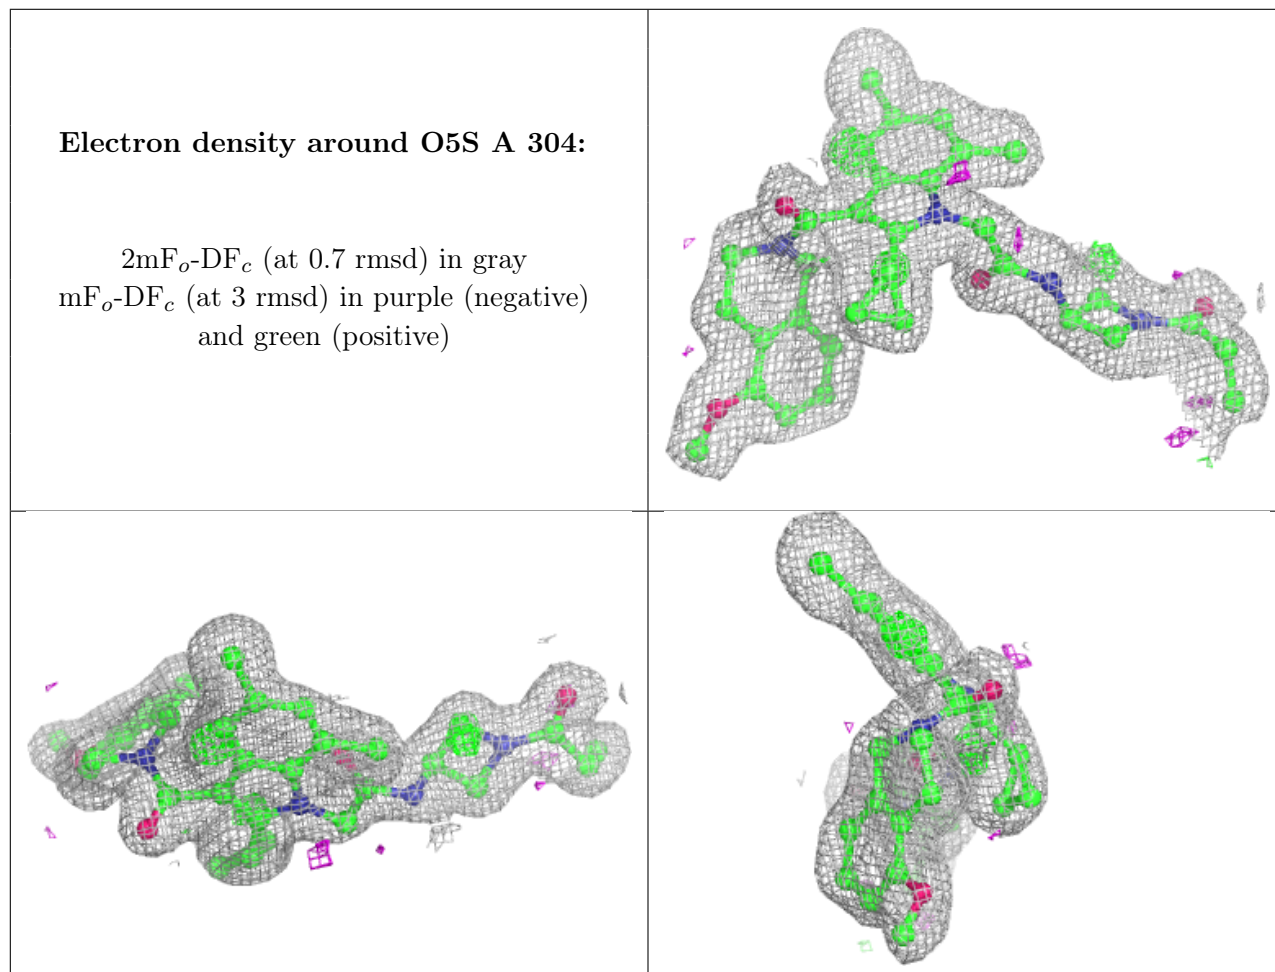 Electron density around O5S A 304:
2mFo-DFc (at 0.7 rmsd) in gray
mFo-DFc (at 3 rmsd) in purple (negative)
and green (positive)